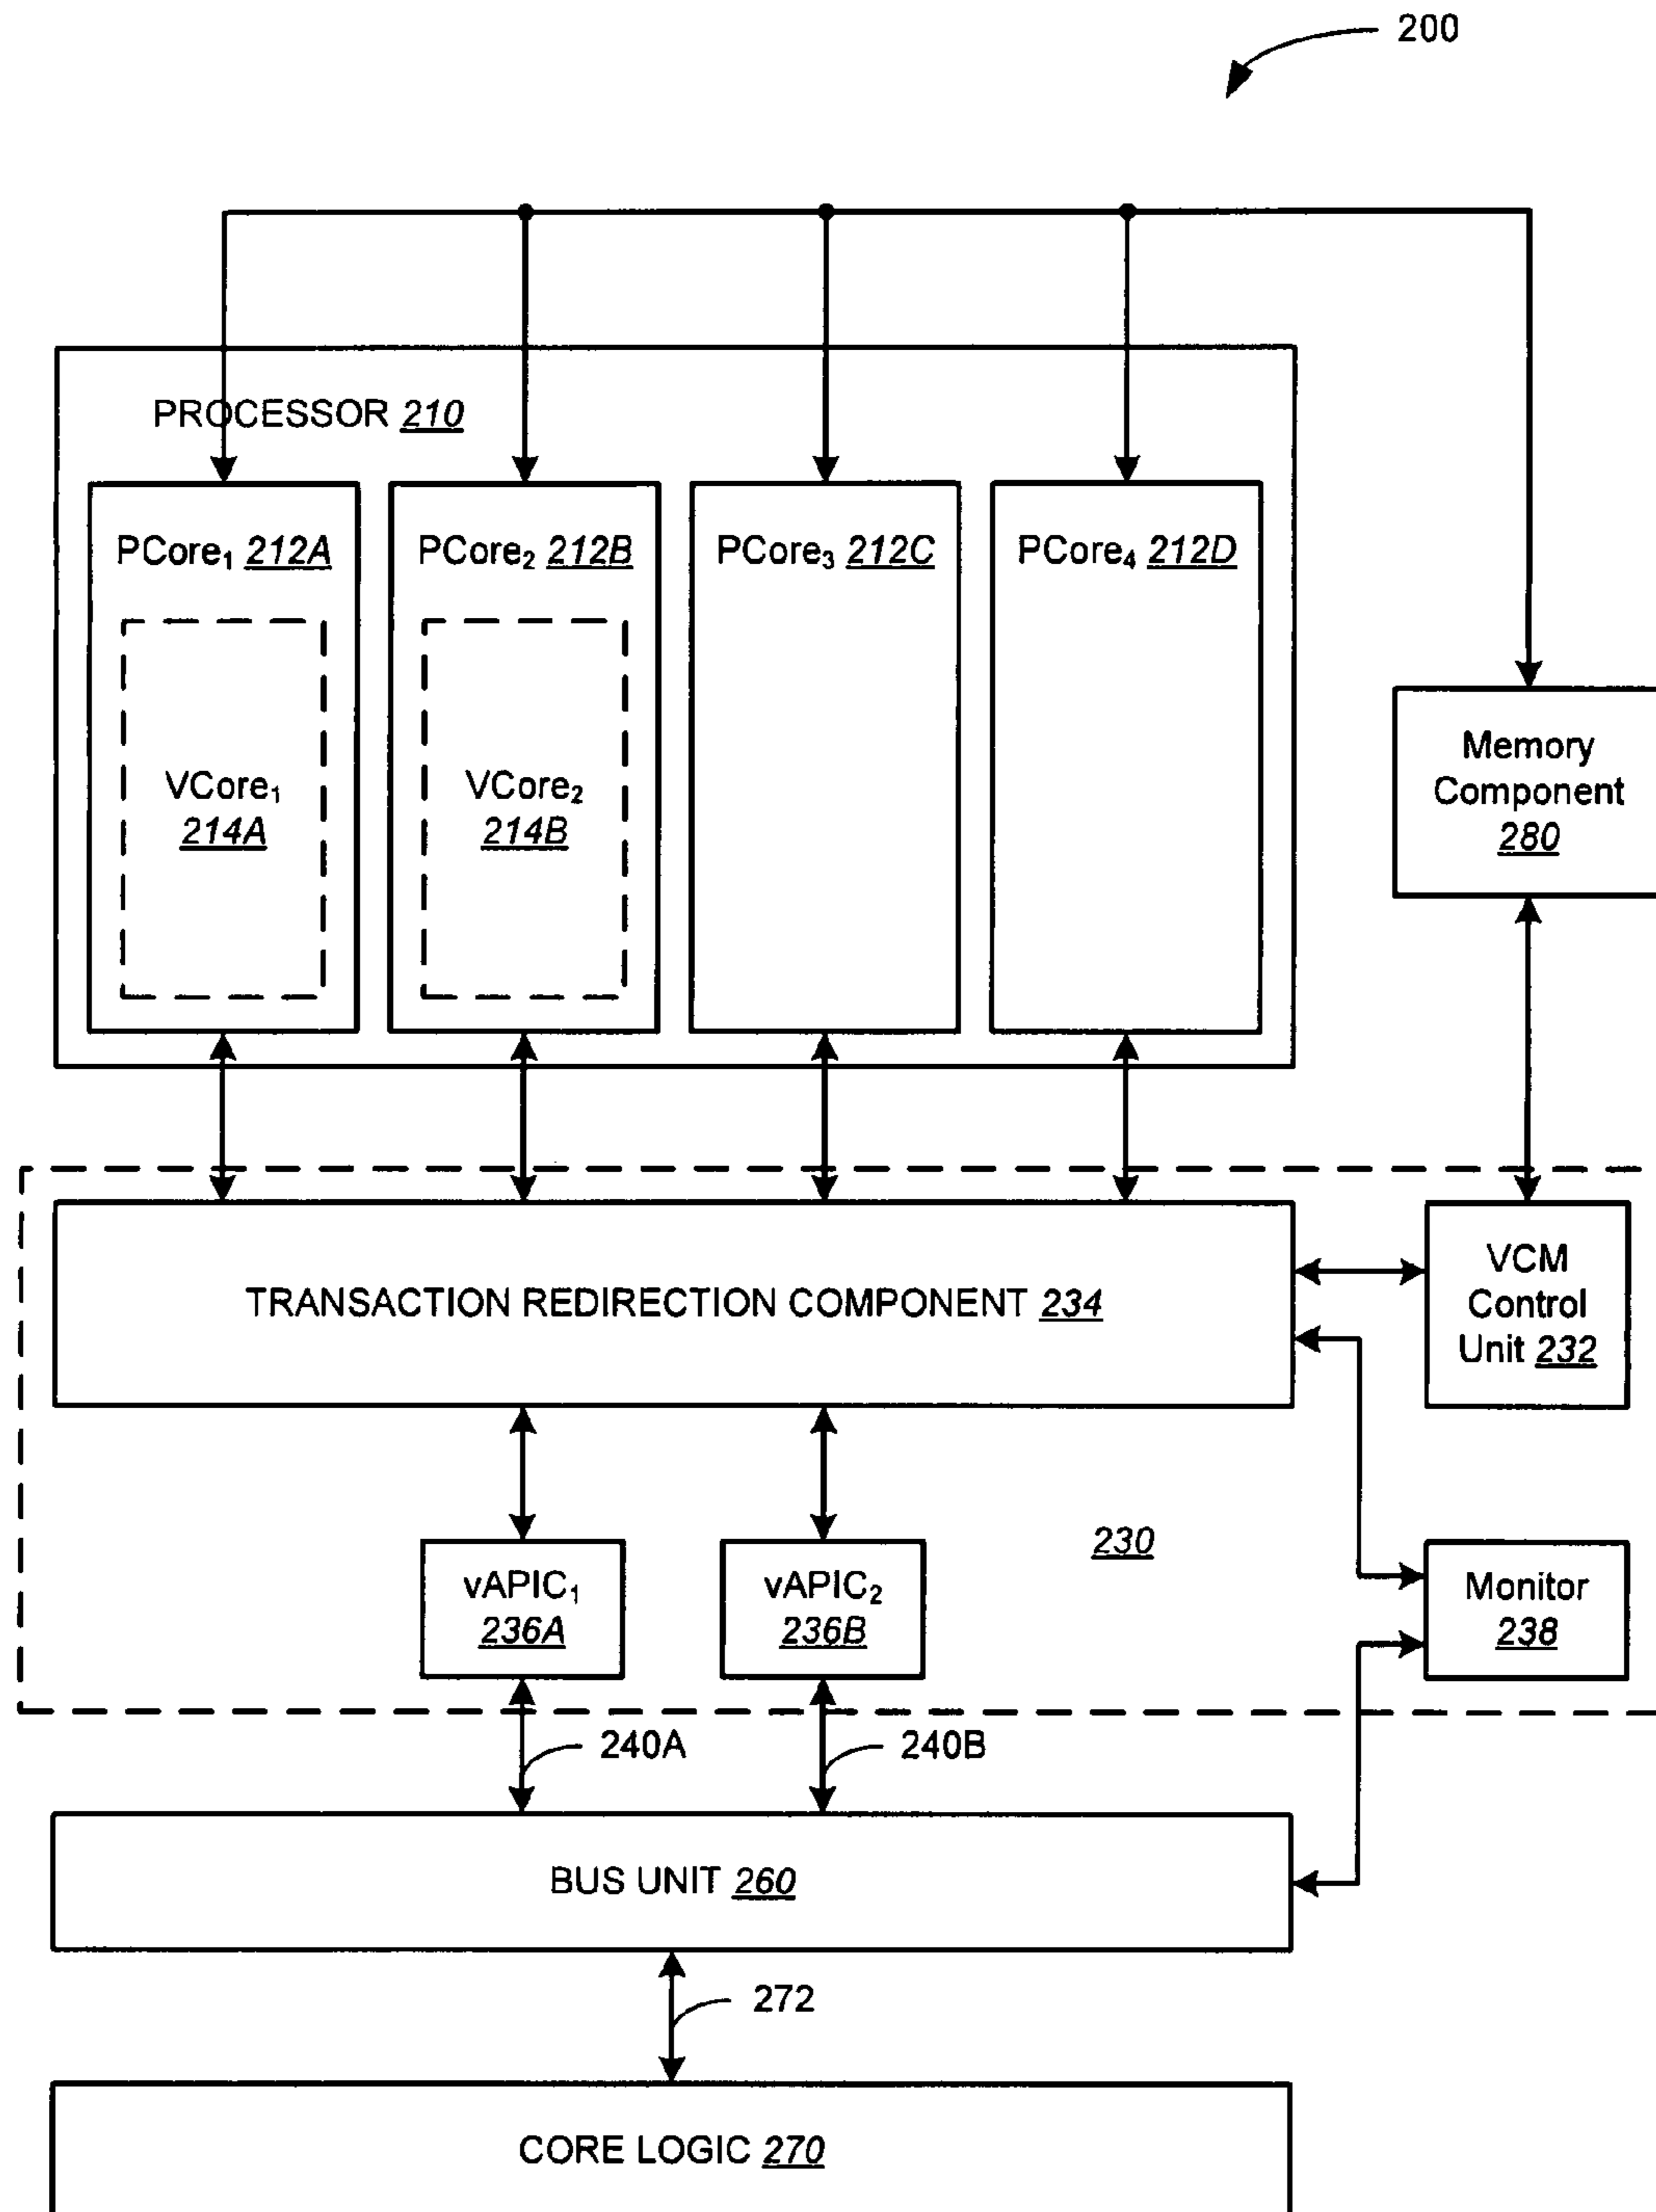 200
PROCESSOR 210
PCore₁ 212A
PCore₂ 212B
PCore₃ 212C
PCore₄ 212D
VCore₁
214A
VCore₂
214B
Memory
Component
280
TRANSACTION REDIRECTION COMPONENT 234
VCM
Control
Unit 232
vAPIC₁
236A
vAPIC₂
236B
230
Monitor
238
240A
240B
BUS UNIT 260
272
CORE LOGIC 270